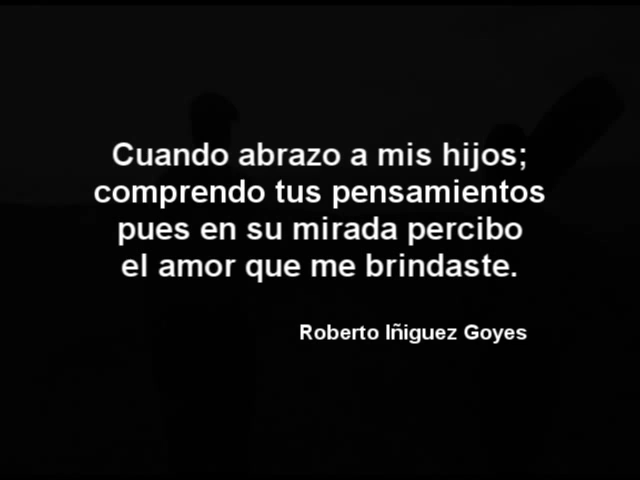 Cuando abrazo a mis hijos;
comprendo tus pensamientos
pues en su mirada percibo
el amor que me brindaste.
Roberto Iñiguez Goyes